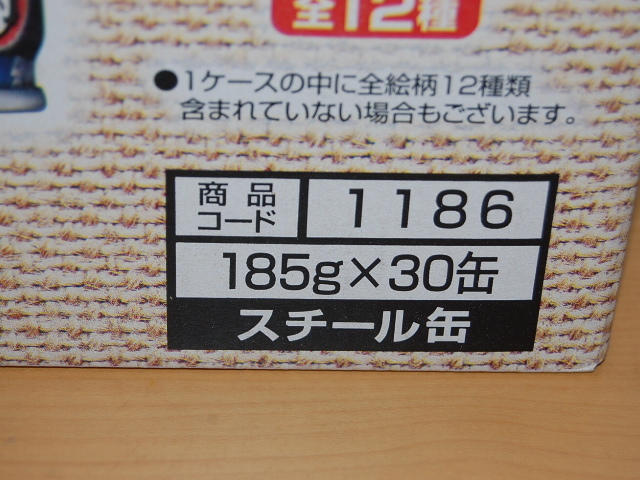 全12種
●1ケースの中に全絵柄12種類
含まれていない場合もございます。
商品
コード
1186
185g×30缶
スチール缶